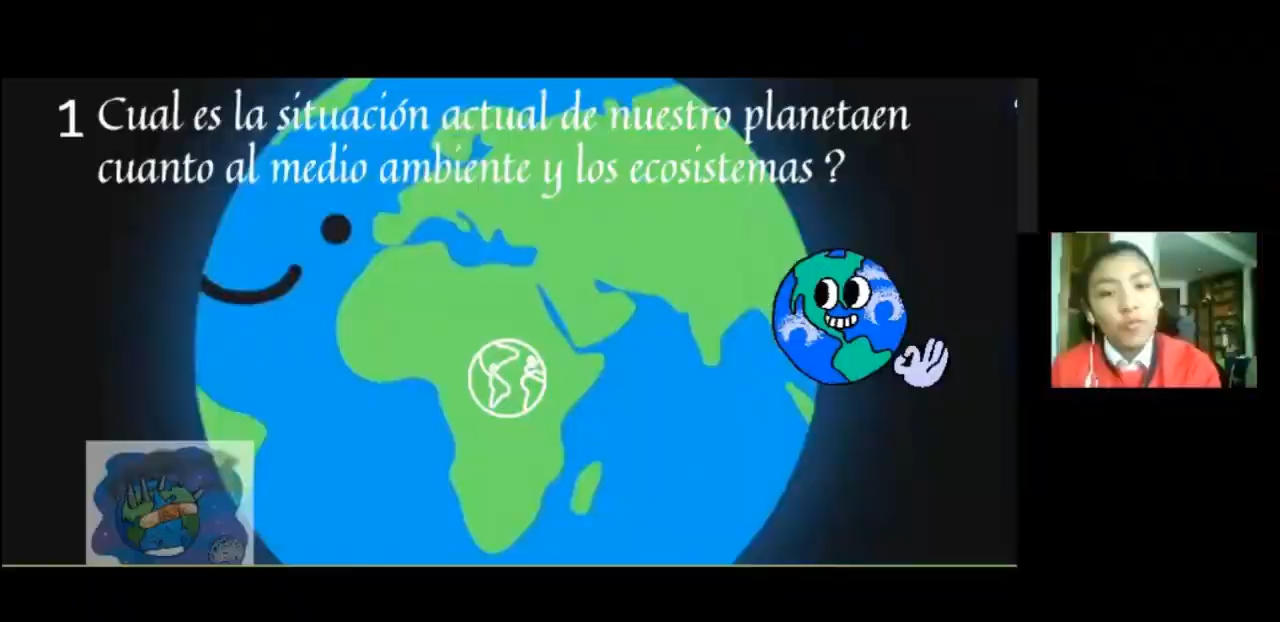 1 Cual es la situación actual de nuestro planetaen
cuanto al medio ambiente y los ecosistemas ?